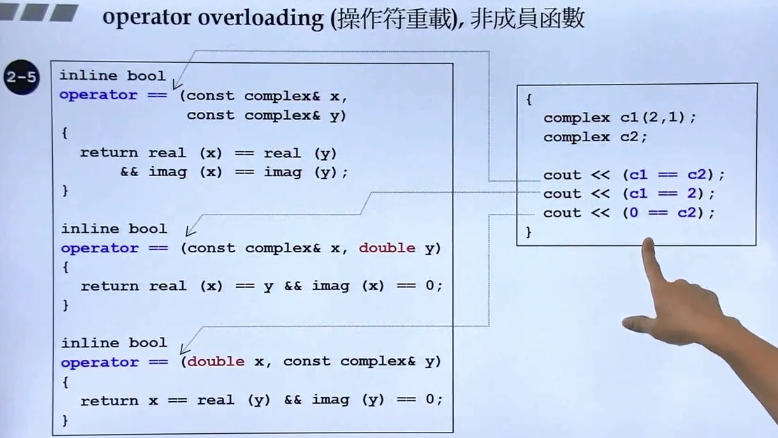 operator overloading (操作符重載), 非成員函數
2-5
inline bool
operator == (const complex& x,
const complex& y)
{
return real (x) == real (y)
&& imag (x) == imag (y);
}
inline bool
operator == (const complex& x, double y)
{
return real (x) == y && imag (x) == 0;
}
inline bool
operator == (double x, const complex& y)
{
return x == real (y) && imag (y) == 0;
}
{
complex c1(2,1);
complex c2;
cout << (c1 == c2);
cout << (c1 == 2);
cout << (0 == c2);
}